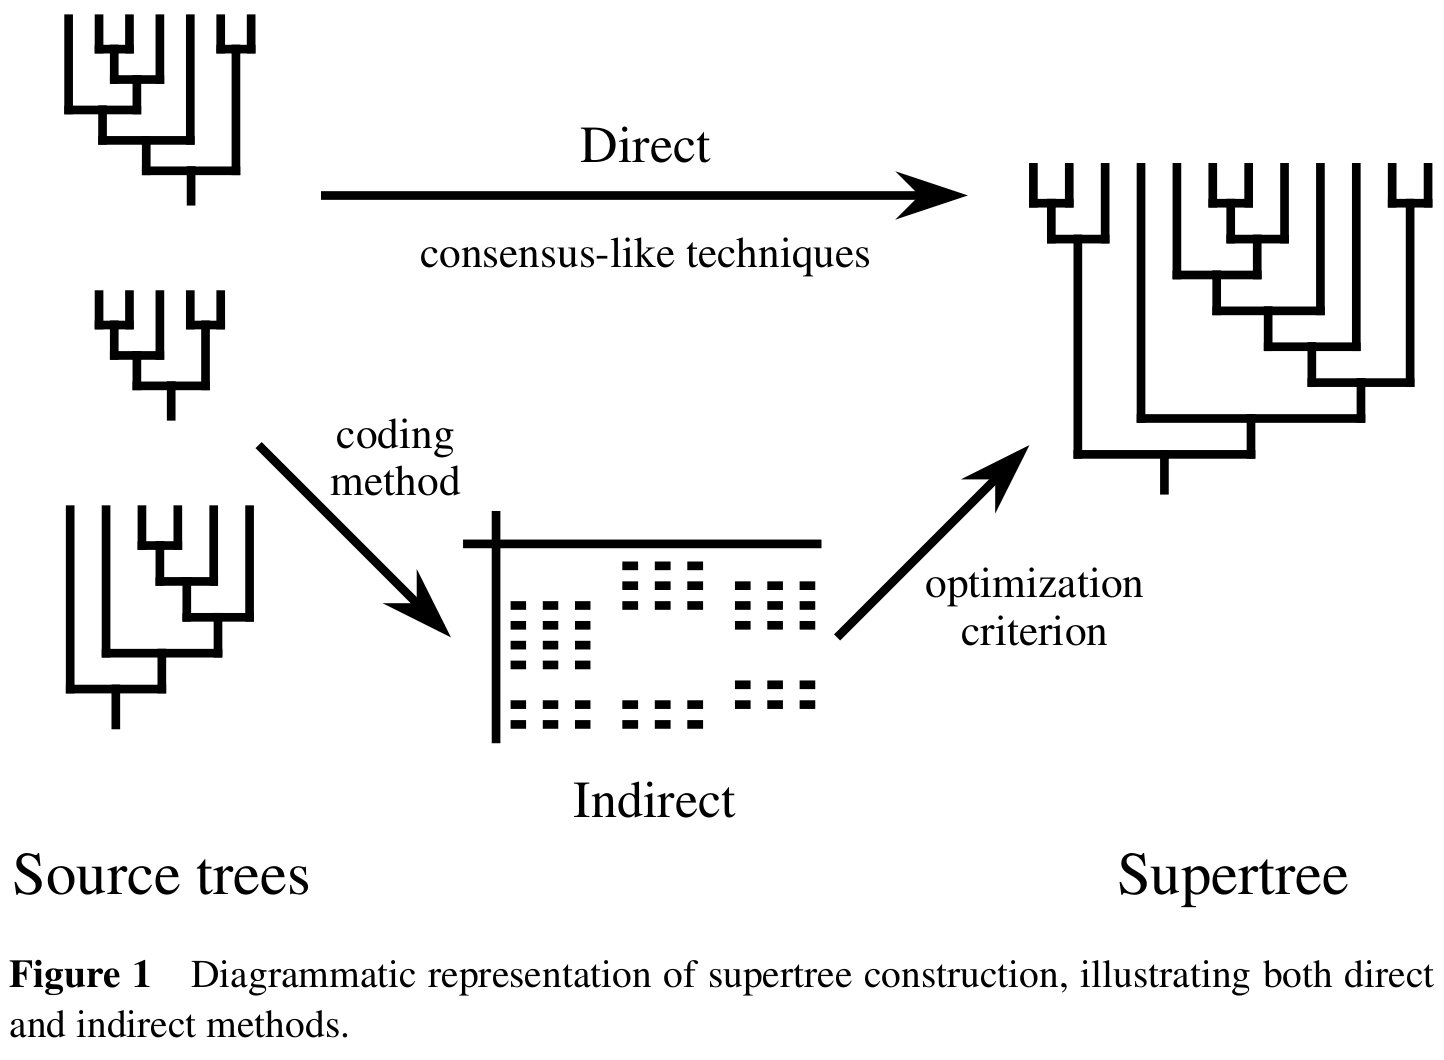 Direct
consensus-like techniques
coding
method
optimization
criterion
Indirect
Source trees
Supertree
Figure 1 Diagrammatic representation of supertree construction, illustrating both direct
and indirect methods.